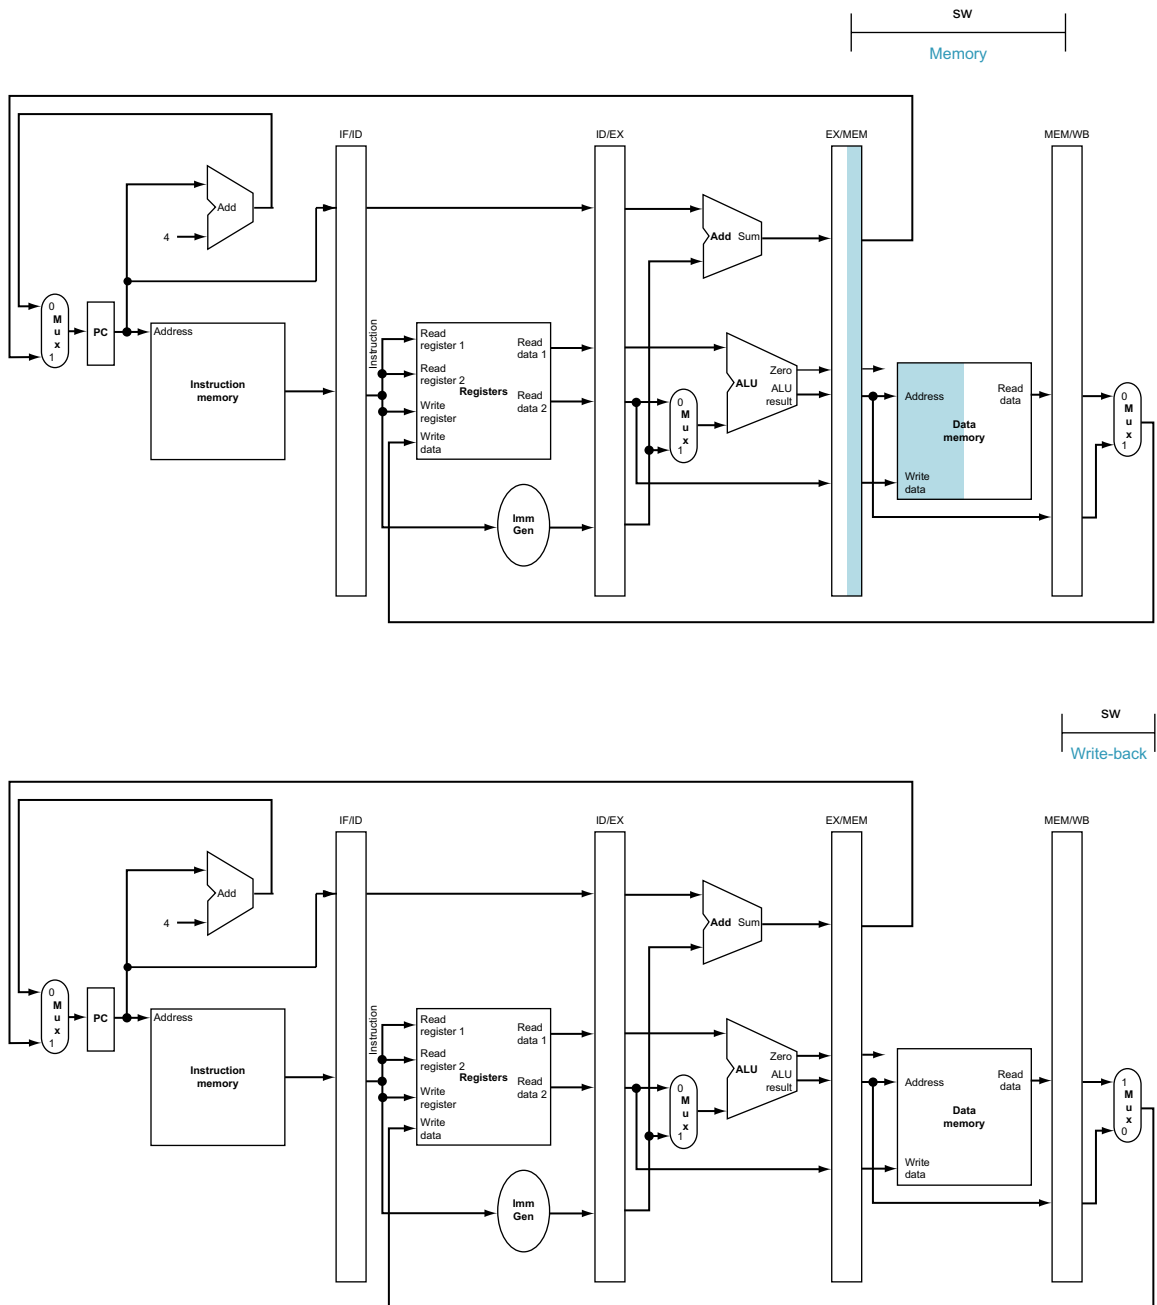 SW
Memory
IF/ID
ID/EX
EX/MEM
MEM/WB
Add
4
Add Sum
0
M
u
x
1
PC
Address
Instruction
memory
Instruction
Read
register 1
Read
register 2
Write
register
Write
data
Registers
Read
data 1
Read
data 2
Imm
Gen
0
M
u
x
1
ALU
Zero
ALU
result
Address
Write
data
Data
memory
Read
data
0
M
u
x
1
SW
Write-back
IF/ID
ID/EX
EX/MEM
MEM/WB
Add
4
Add Sum
0
M
u
x
1
PC
Address
Instruction
memory
Instruction
Read
register 1
Read
register 2
Write
register
Write
data
Registers
Read
data 1
Read
data 2
Imm
Gen
0
M
u
x
1
ALU
Zero
ALU
result
Address
Write
data
Data
memory
Read
data
1
M
u
x
0